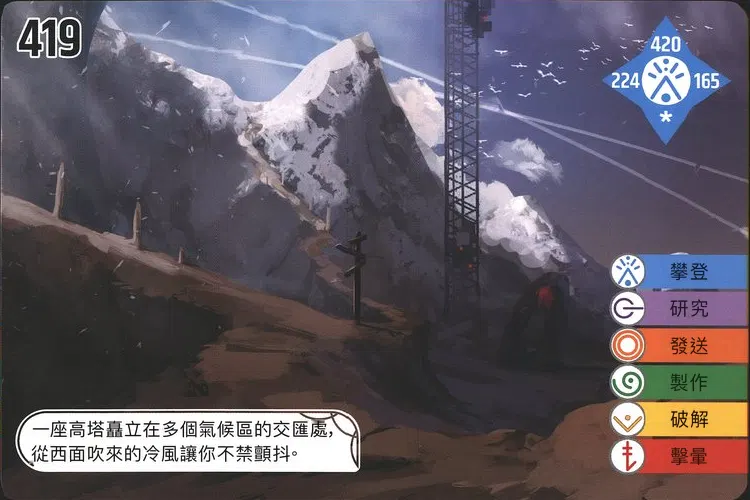 419
420
224
165
*
攀登
研究
發送
製作
破解
擊暈
一座高塔矗立在多個氣候區的交匯處,
從西面吹來的冷風讓你不禁顫抖。